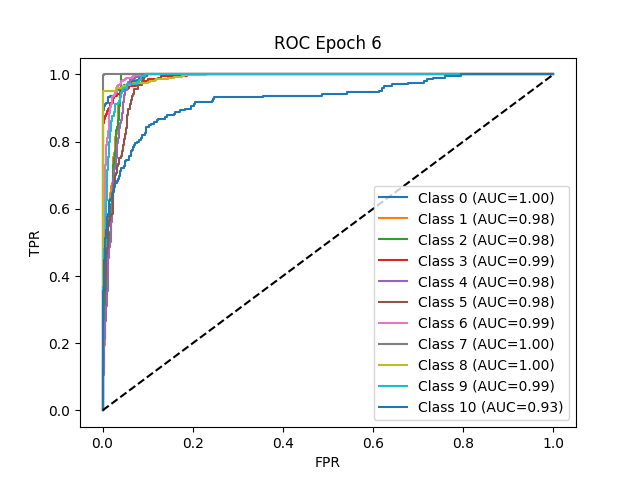 ROC Epoch 6
1.0
0.8
0.6
0.4
0.2
0.0
TPR
Class 0 (AUC=1.00)
Class 1 (AUC=0.98)
Class 2 (AUC=0.98)
Class 3 (AUC=0.99)
Class 4 (AUC=0.98)
Class 5 (AUC=0.98)
Class 6 (AUC=0.99)
Class 7 (AUC=1.00)
Class 8 (AUC=1.00)
Class 9 (AUC=0.99)
Class 10 (AUC=0.93)
0.0 0.2 0.4 0.6 0.8 1.0
FPR